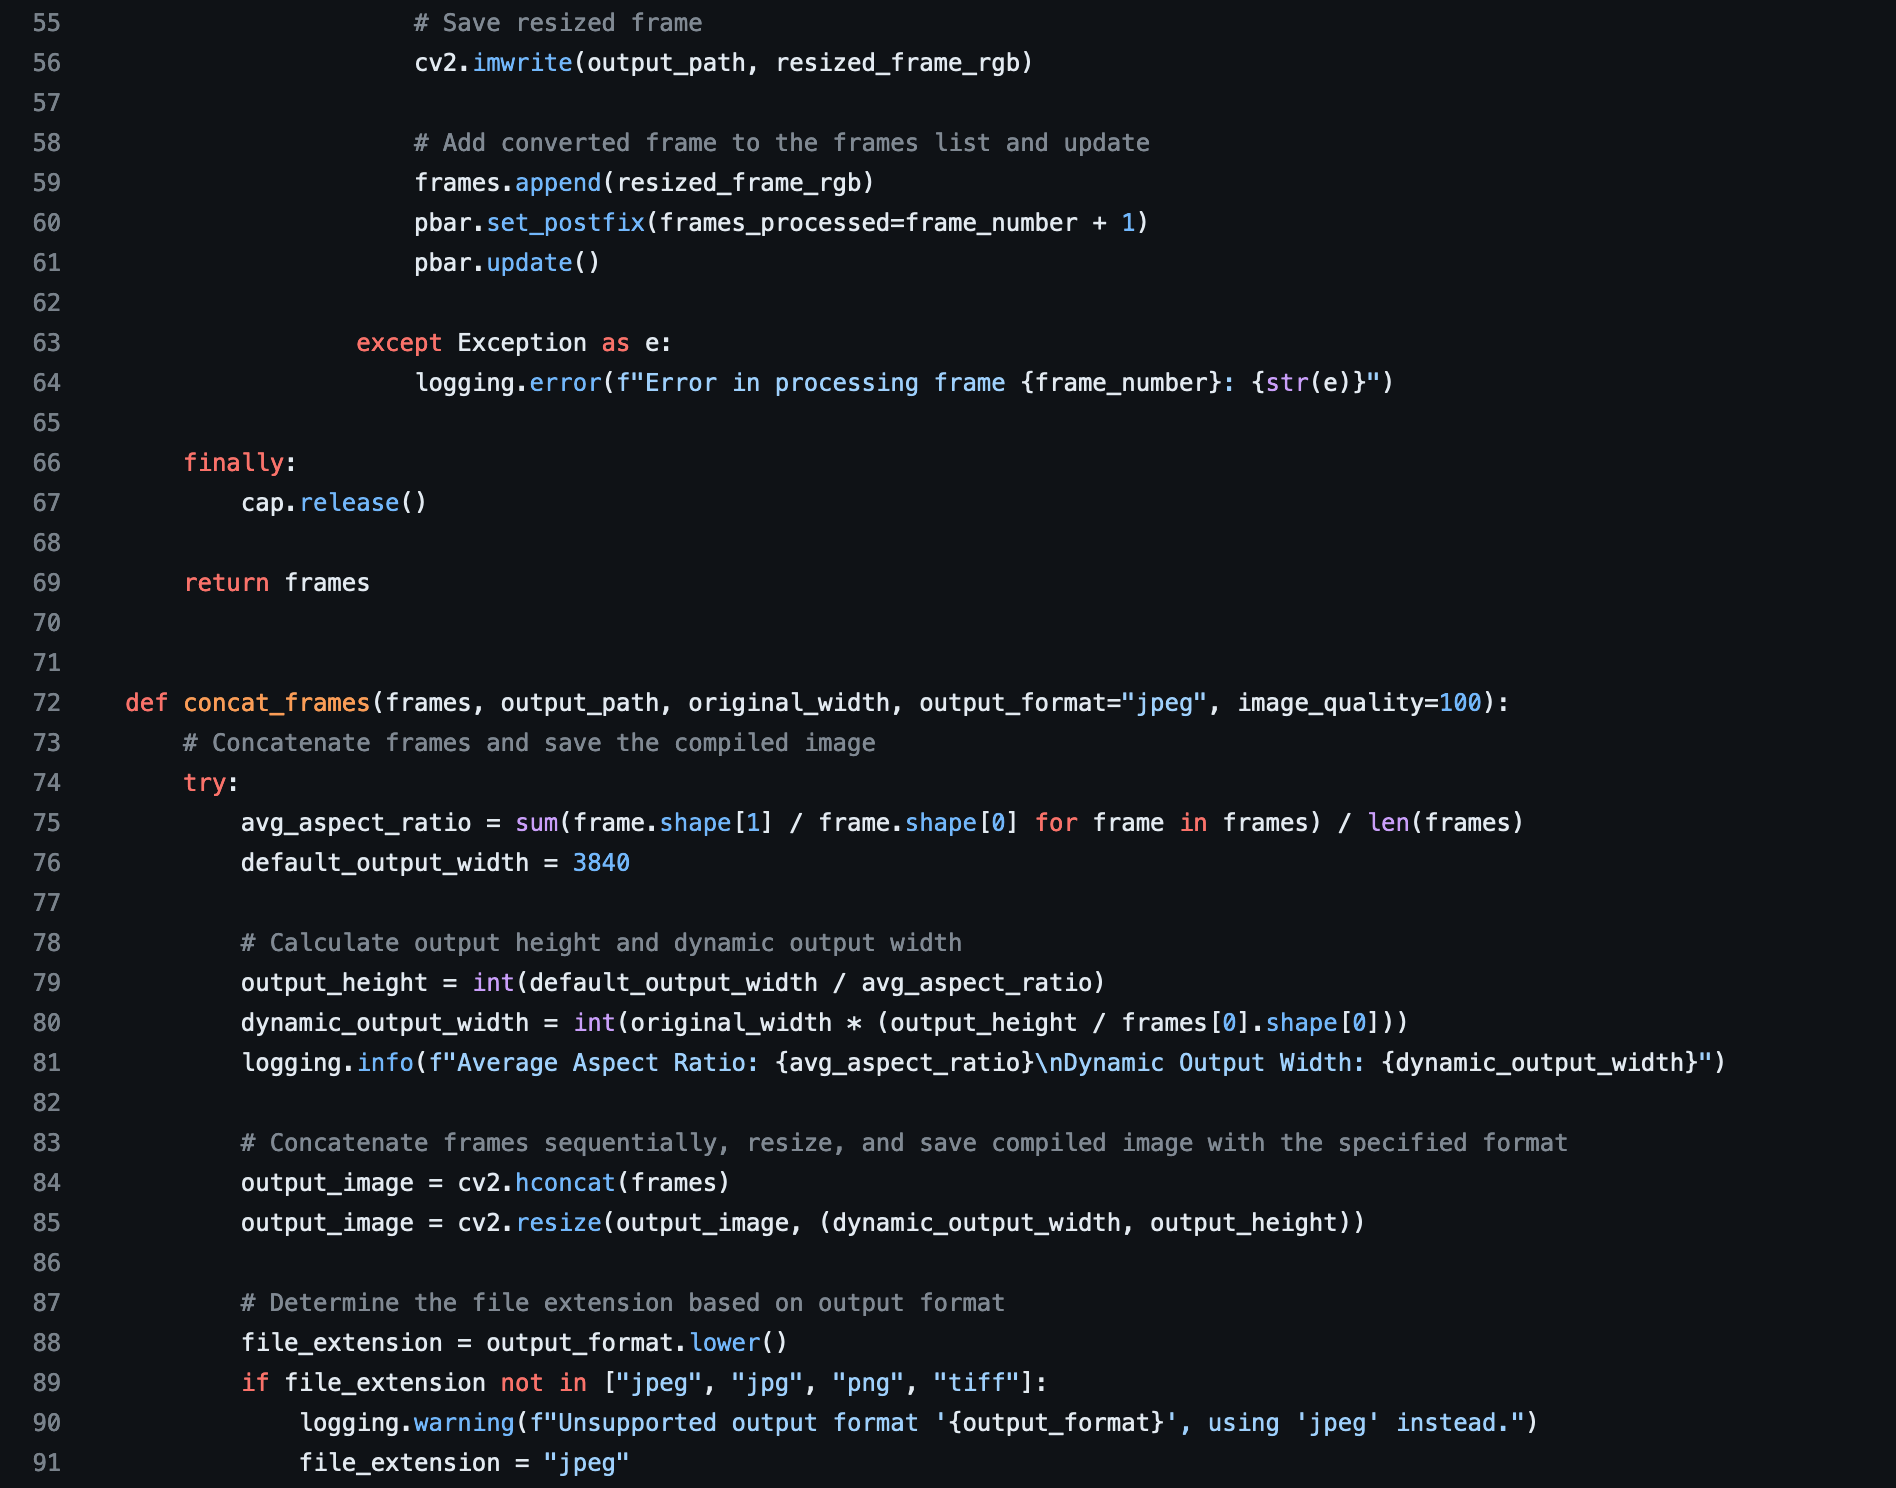 55                        # Save resized frame
56                        cv2.imwrite(output_path, resized_frame_rgb)
57
58                        # Add converted frame to the frames list and update
59                        frames.append(resized_frame_rgb)
60                        pbar.set_postfix(frames_processed=frame_number + 1)
61                        pbar.update()
62
63                    except Exception as e:
64                        logging.error(f"Error in processing frame {frame_number}: {str(e)}")
65
66        finally:
67            cap.release()
68
69        return frames
70
71
72    def concat_frames(frames, output_path, original_width, output_format="jpeg", image_quality=100):
73        # Concatenate frames and save the compiled image
74        try:
75            avg_aspect_ratio = sum(frame.shape[1] / frame.shape[0] for frame in frames) / len(frames)
76            default_output_width = 3840
77
78            # Calculate output height and dynamic output width
79            output_height = int(default_output_width / avg_aspect_ratio)
80            dynamic_output_width = int(original_width * (output_height / frames[0].shape[0]))
81            logging.info(f"Average Aspect Ratio: {avg_aspect_ratio}\nDynamic Output Width: {dynamic_output_width}")
82
83            # Concatenate frames sequentially, resize, and save compiled image with the specified format
84            output_image = cv2.hconcat(frames)
85            output_image = cv2.resize(output_image, (dynamic_output_width, output_height))
86
87            # Determine the file extension based on output format
88            file_extension = output_format.lower()
89            if file_extension not in ["jpeg", "jpg", "png", "tiff"]:
90                logging.warning(f"Unsupported output format '{output_format}', using 'jpeg' instead.")
91                file_extension = "jpeg"